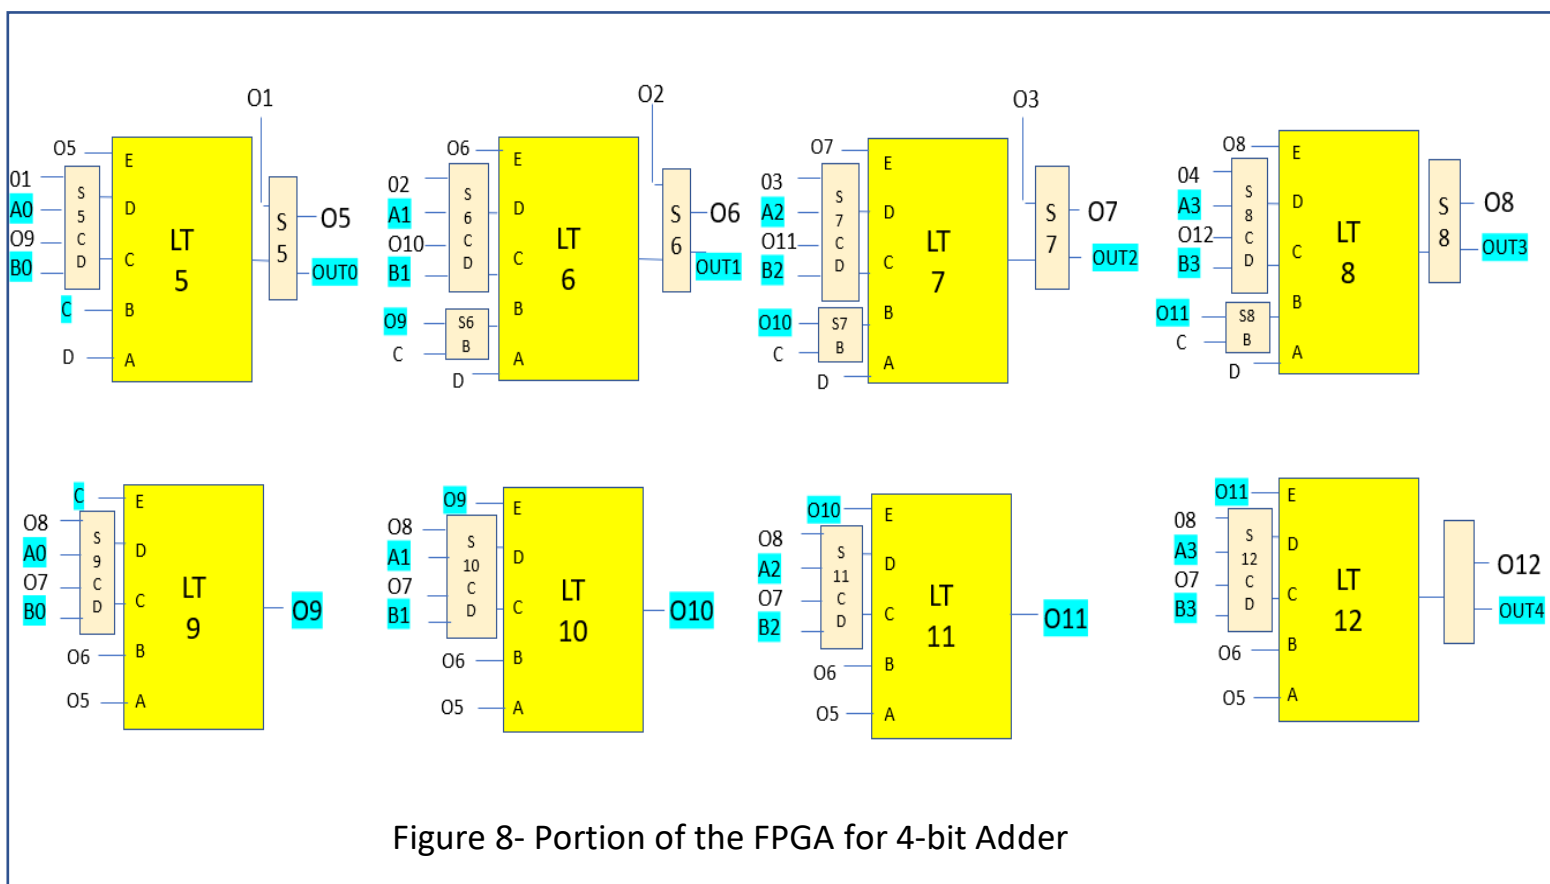 O1
O5
01
A0
O9
B0
C
D
S
5
C
D
E
D
C
B
A
LT
5
S
5
O5
OUT0
O2
O6
02
A1
O10
B1
O9
C
D
S
6
C
D
S6
B
E
D
C
B
A
LT
6
S
6
O6
OUT1
O3
O7
03
A2
O11
B2
O10
C
D
S
7
C
D
S7
B
E
D
C
B
A
LT
7
S
7
O7
OUT2
O8
04
A3
O12
B3
O11
C
D
S
8
C
D
S8
B
E
D
C
B
A
LT
8
S
8
O8
OUT3
C
O8
A0
O7
B0
O6
O5
S
9
C
D
E
D
C
B
A
LT
9
O9
O9
O8
A1
O7
B1
O6
O5
S
10
C
D
E
D
C
B
A
LT
10
O10
O10
O8
A2
O7
B2
O6
O5
S
11
C
D
E
D
C
B
A
LT
11
O11
O11
08
A3
O7
B3
O6
O5
S
12
C
D
E
D
C
B
A
LT
12
O12
OUT4
Figure 8- Portion of the FPGA for 4-bit Adder